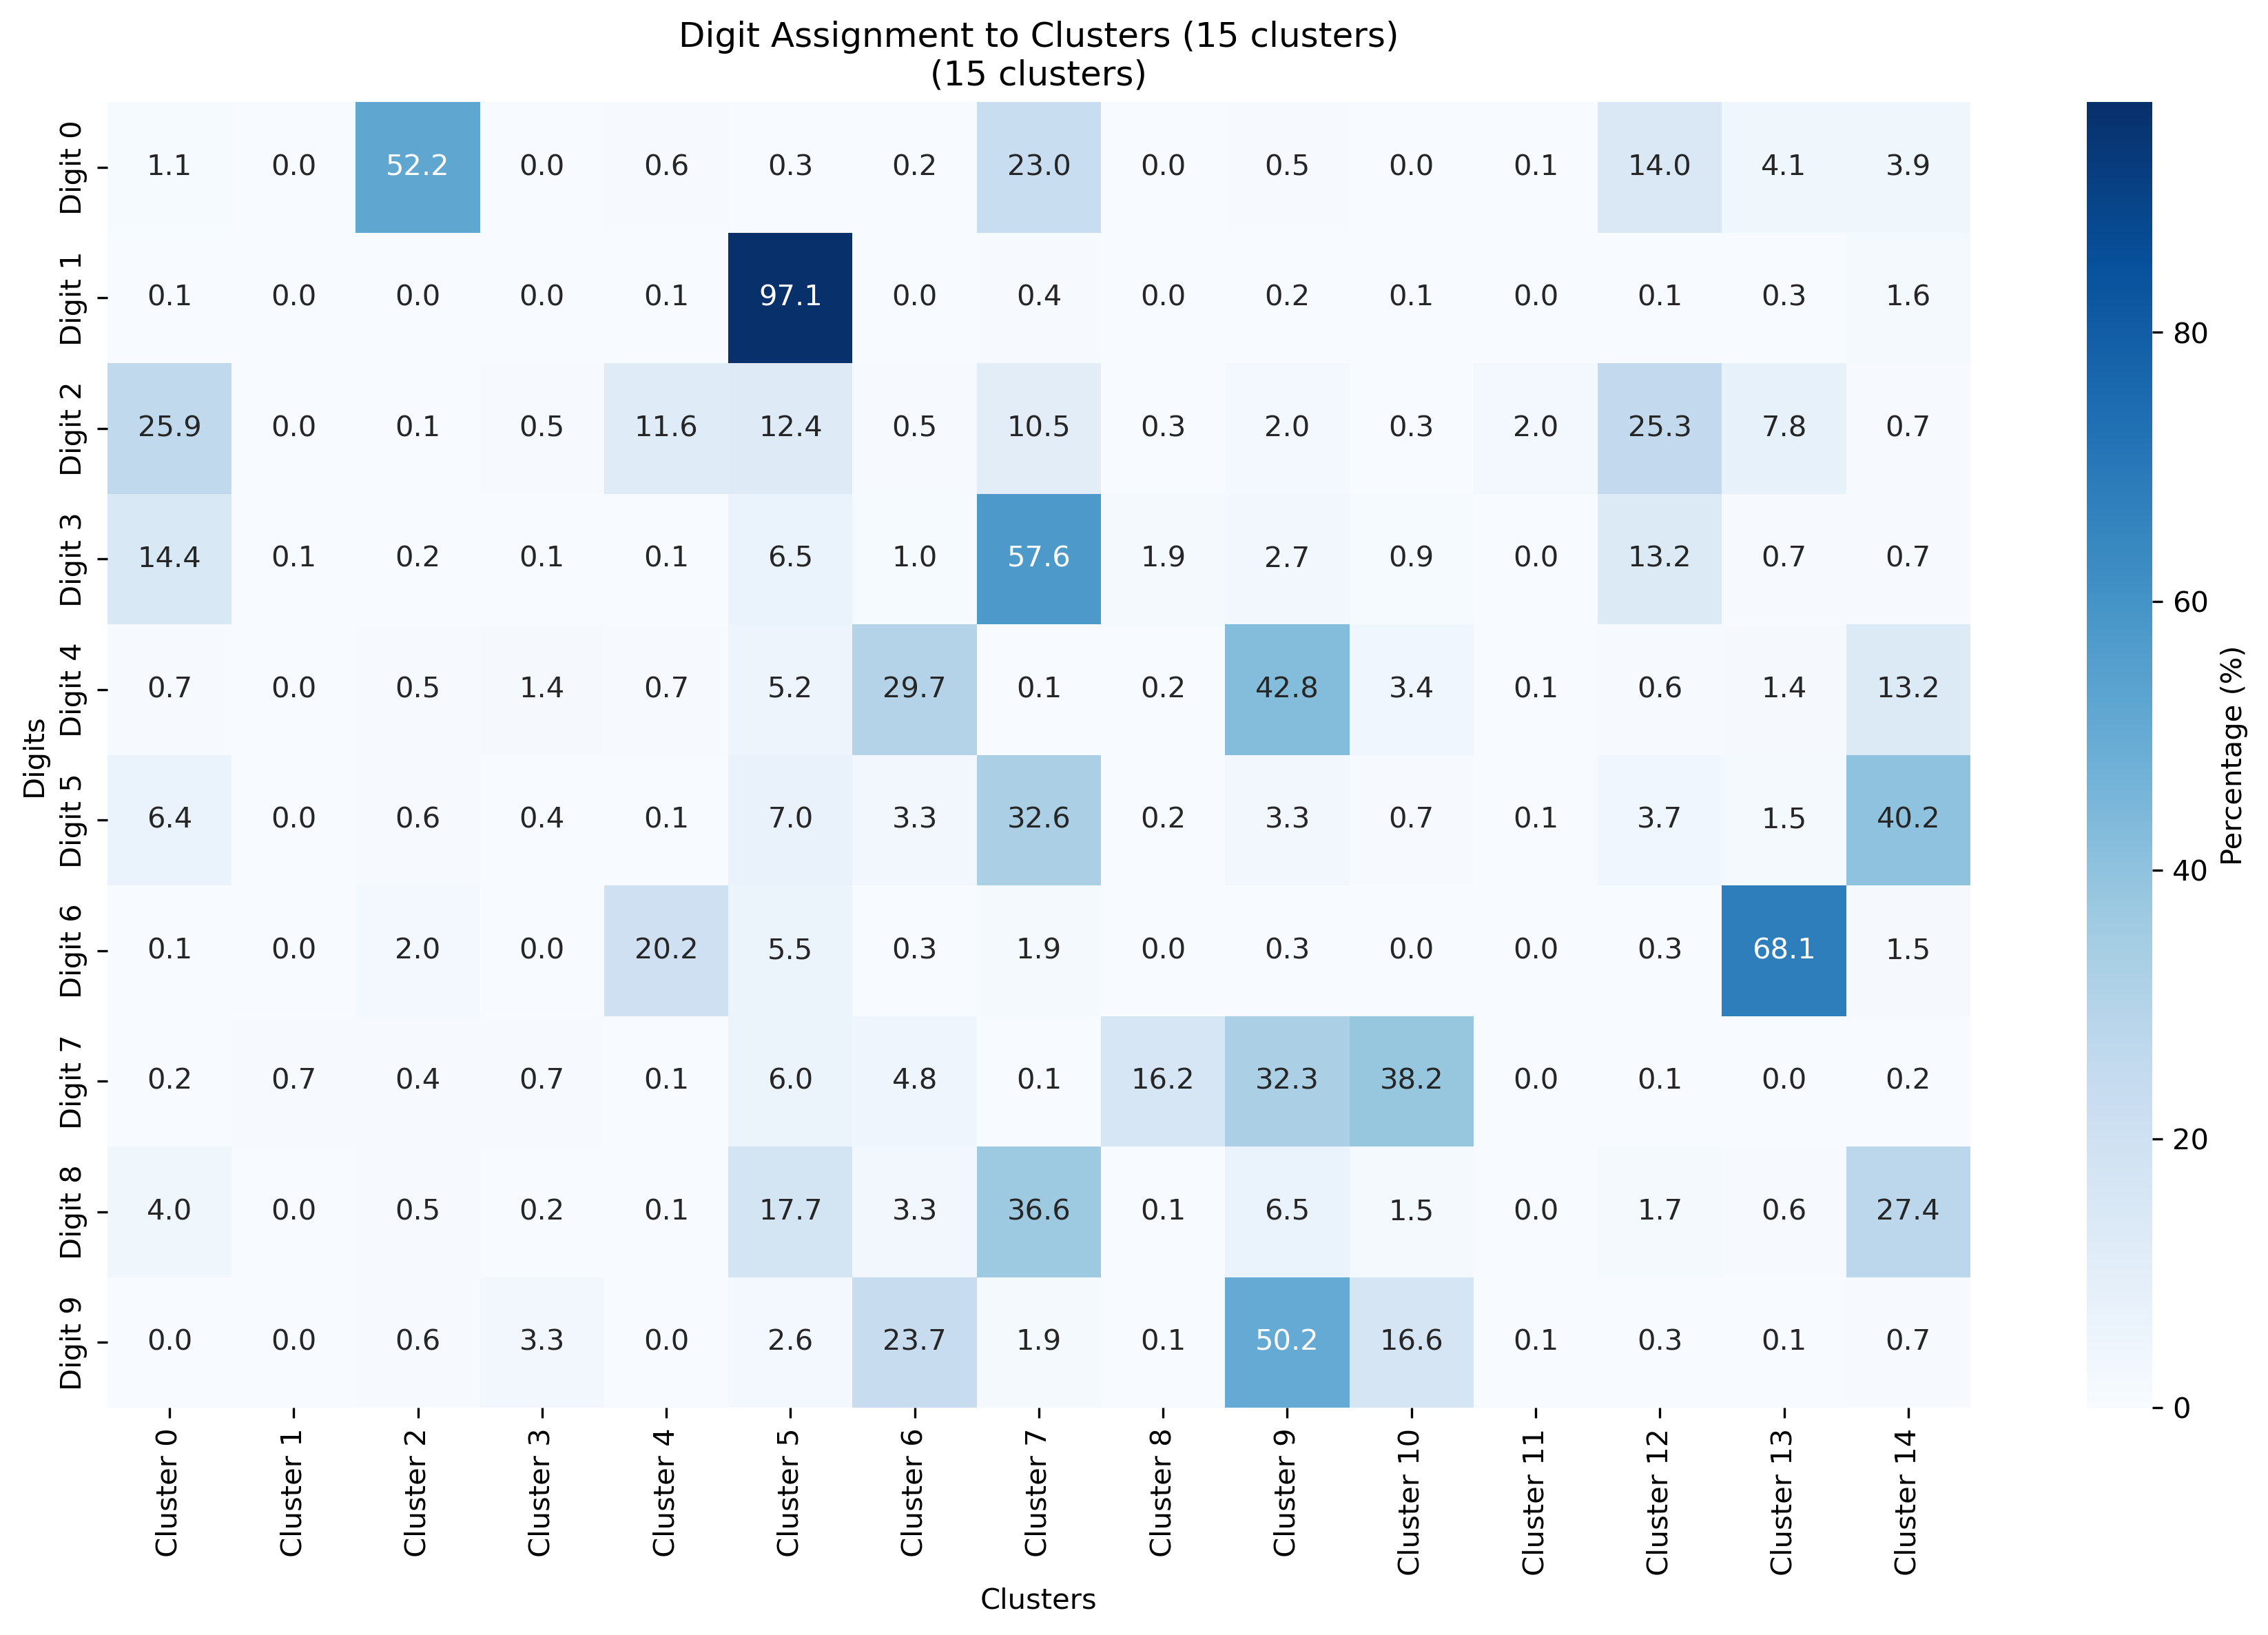 Digit Assignment to Clusters (15 clusters)
(15 clusters)
Digits
Digit 0 1.1 0.0 52.2 0.0 0.6 0.3 0.2 23.0 0.0 0.5 0.0 0.1 14.0 4.1 3.9
Digit 1 0.1 0.0 0.0 0.0 0.1 97.1 0.0 0.4 0.0 0.2 0.1 0.0 0.1 0.3 1.6
Digit 2 25.9 0.0 0.1 0.5 11.6 12.4 0.5 10.5 0.3 2.0 0.3 2.0 25.3 7.8 0.7
Digit 3 14.4 0.1 0.2 0.1 0.1 6.5 1.0 57.6 1.9 2.7 0.9 0.0 13.2 0.7 0.7
Digit 4 0.7 0.0 0.5 1.4 0.7 5.2 29.7 0.1 0.2 42.8 3.4 0.1 0.6 1.4 13.2
Digit 5 6.4 0.0 0.6 0.4 0.1 7.0 3.3 32.6 0.2 3.3 0.7 0.1 3.7 1.5 40.2
Digit 6 0.1 0.0 2.0 0.0 20.2 5.5 0.3 1.9 0.0 0.3 0.0 0.0 0.3 68.1 1.5
Digit 7 0.2 0.7 0.4 0.7 0.1 6.0 4.8 0.1 16.2 32.3 38.2 0.0 0.1 0.0 0.2
Digit 8 4.0 0.0 0.5 0.2 0.1 17.7 3.3 36.6 0.1 6.5 1.5 0.0 1.7 0.6 27.4
Digit 9 0.0 0.0 0.6 3.3 0.0 2.6 23.7 1.9 0.1 50.2 16.6 0.1 0.3 0.1 0.7
Cluster 0 Cluster 1 Cluster 2 Cluster 3 Cluster 4 Cluster 5 Cluster 6 Cluster 7 Cluster 8 Cluster 9 Cluster 10 Cluster 11 Cluster 12 Cluster 13 Cluster 14
Clusters
80
60
40
20
0
Percentage (%)